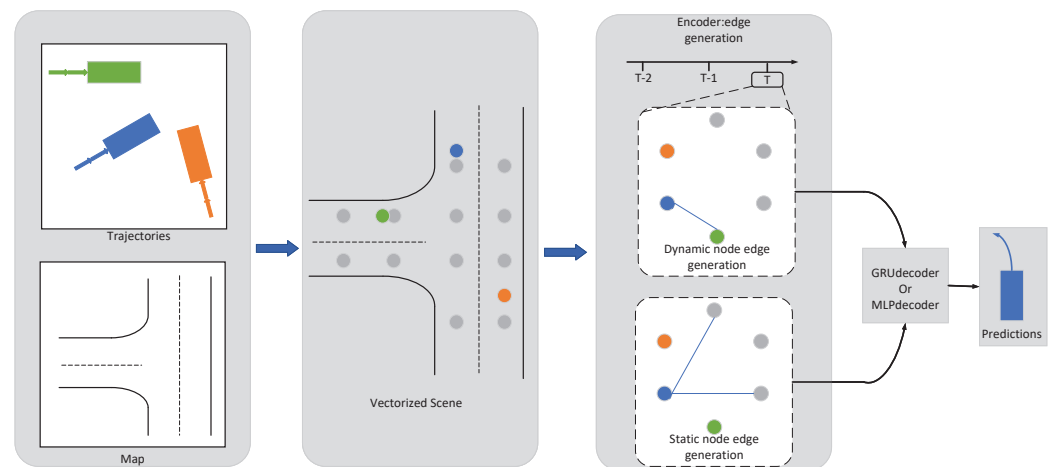 Trajectories
Map
Vectorized Scene
Encoder:edge
generation
T-2
T-1
T
Dynamic node edge
generation
Static node edge
generation
GRUdecoder
Or
MLPdecoder
Predictions